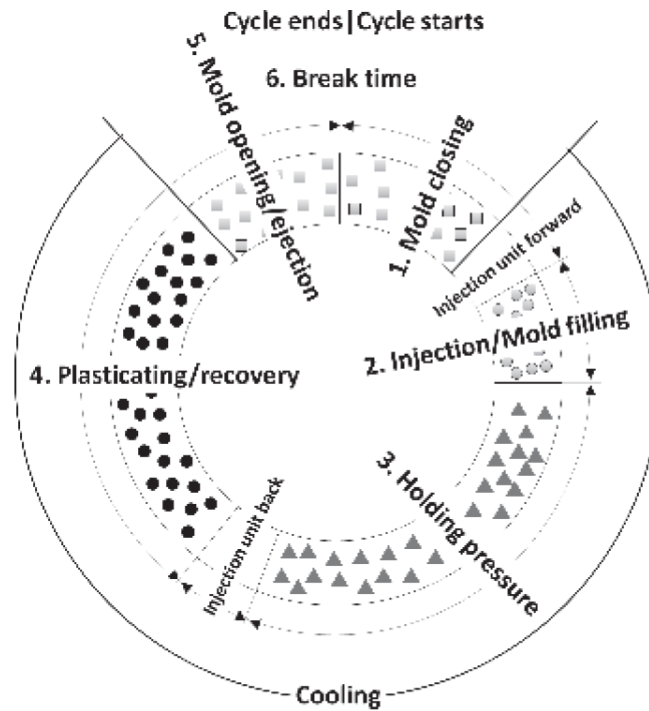 Cycle ends|Cycle starts
6. Break time
5. Mold opening/ejection
1. Mold closing
Injection unit forward
2. Injection/Mold filling
4. Plasticating/recovery
3. Holding pressure
Injection unit back
Cooling